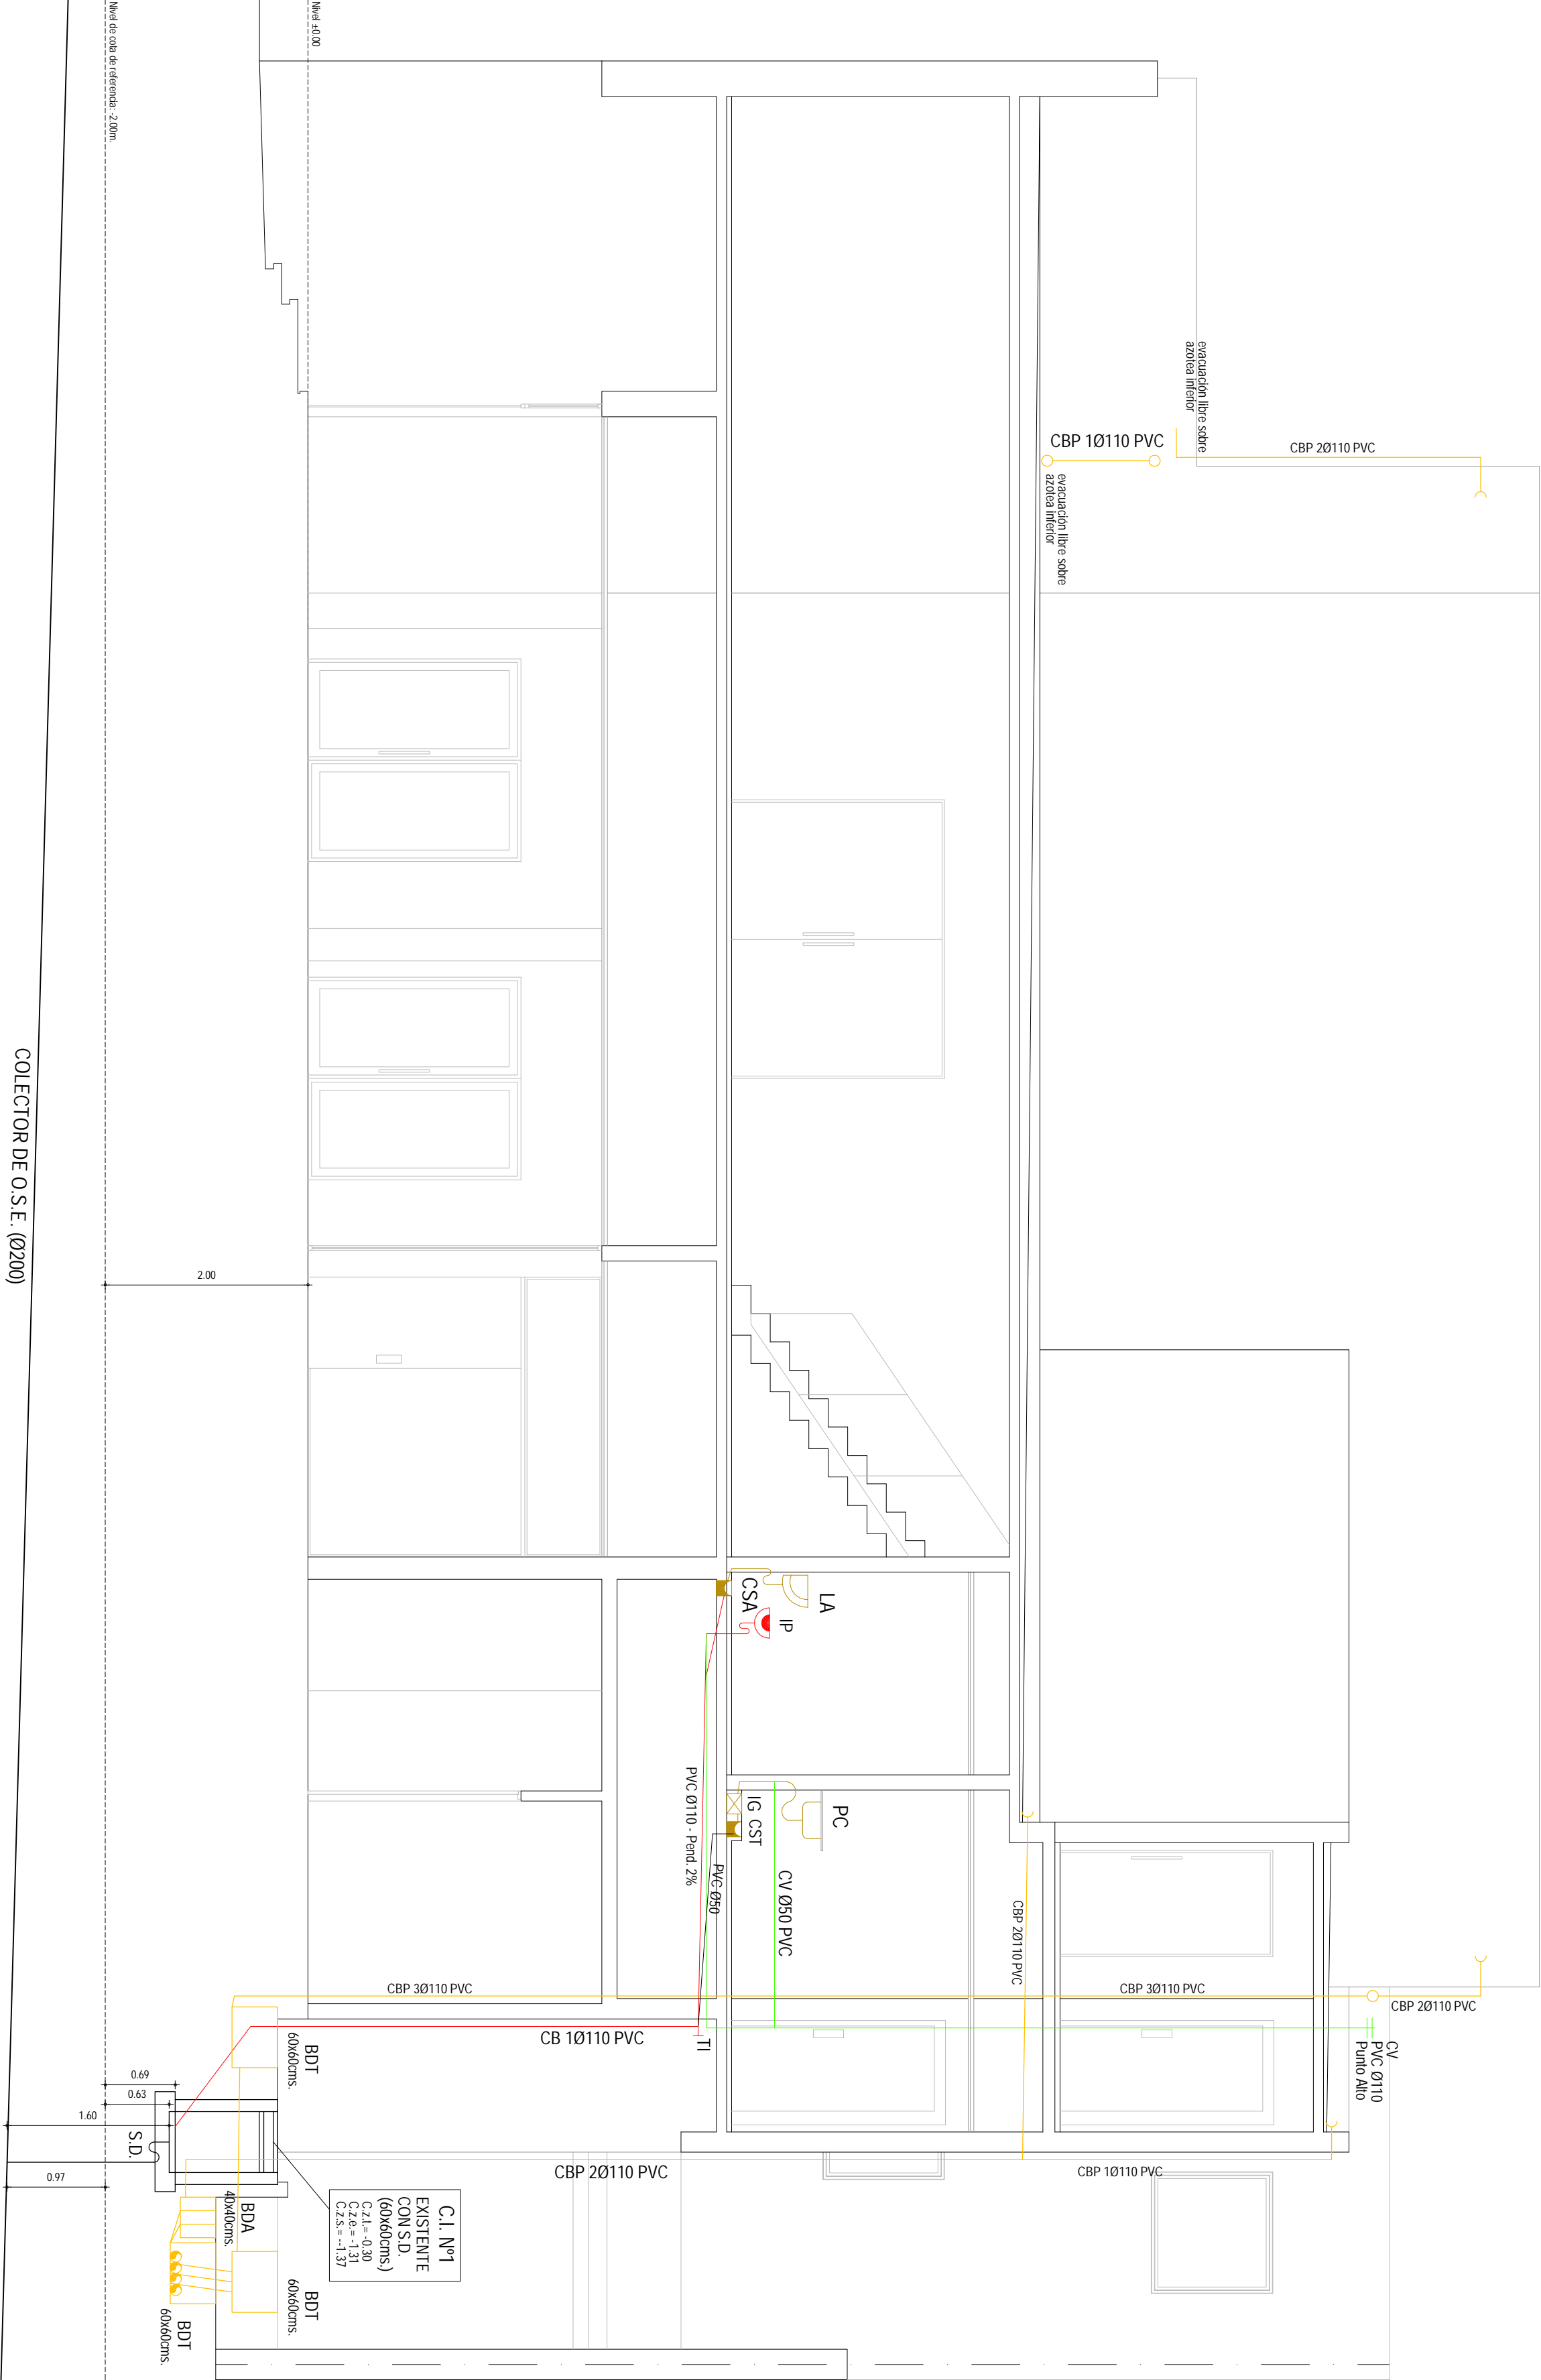 Nivel ±0.00
Nivel de cota de referencia: -2.00m.
evacuación libre sobre
azotea inferior
CBP 1Ø110 PVC
CBP 2Ø110 PVC
evacuación libre sobre
azotea inferior
COLECTOR DE O.S.E. (Ø200)
2.00
LA
CSA
IP
PC
IG CST
PVC Ø110 - Pend. 2%
PVC Ø50
CV Ø50 PVC
CBP 2Ø110 PVC
CBP 3Ø110 PVC
CBP 3Ø110 PVC
CBP 2Ø110 PVC
CB 1Ø110 PVC
TI
CV
PVC Ø110
Punto Alto
BDT
60x60cms.
0.69
0.63
1.60
S.D.
0.97
CBP 2Ø110 PVC
CBP 1Ø110 PVC
C.I. Nº1
EXISTENTE
CON S.D.
(60x60cms.)
C.z.t.= -0.30
C.z.e.= -1.31
C.z.s.= --1.37
BDA
40x40cms.
BDT
60x60cms.
BDT
60x60cms.